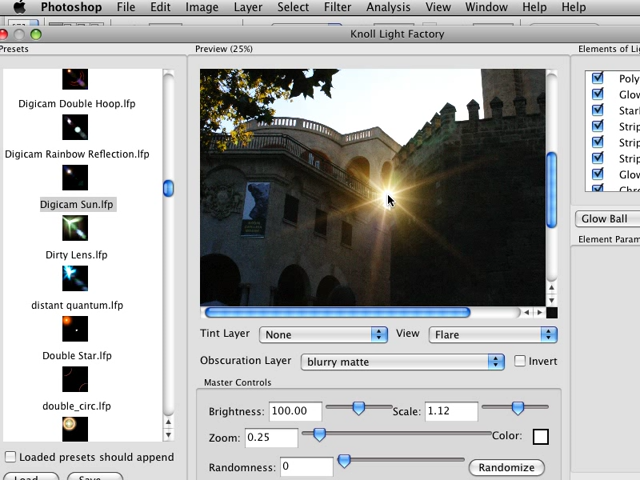 Photoshop File Edit Image Layer Select Filter Analysis View Window Help Help
Knoll Light Factory
Presets
Preview (25%)
Elements of Li
Digicam Double Hoop.lfp
Digicam Rainbow Reflection.lfp
Digicam Sun.lfp
Dirty Lens.lfp
distant quantum.lfp
Double Star.lfp
double_circ.lfp
Loaded presets should append
Load...
Save...
Tint Layer None View Flare
Obscuration Layer blurry matte Invert
Master Controls
Brightness: 100.00 Scale: 1.12
Zoom: 0.25 Color:
Randomness: 0 Randomize
Poly
Glow
Star
Strip
Strip
Strip
Glow
Chro
Glow Ball
Element Param